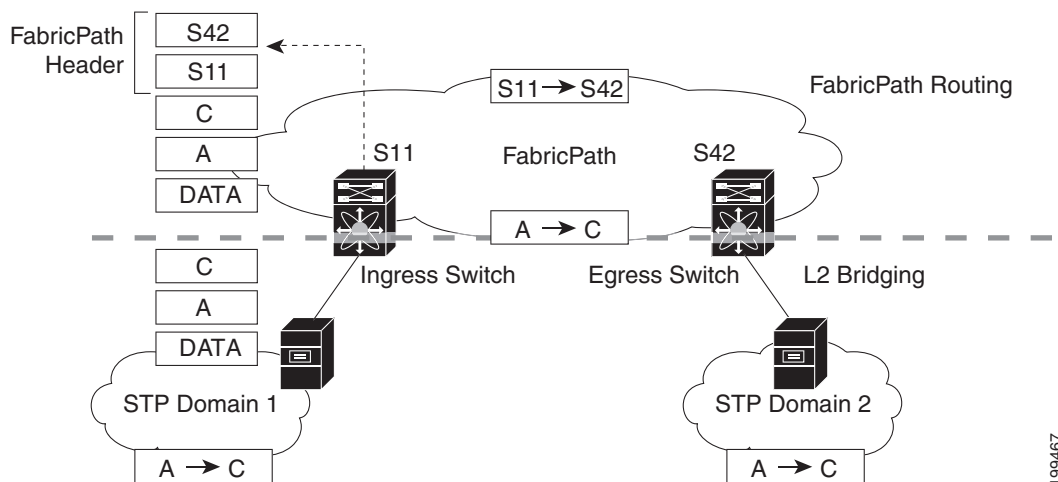 FabricPath
Header
S42
S11
C
A
DATA
S11 → S42
FabricPath Routing
S11
FabricPath
S42
A → C
Ingress Switch
Egress Switch
L2 Bridging
C
A
DATA
STP Domain 1
STP Domain 2
A → C
A → C
199467